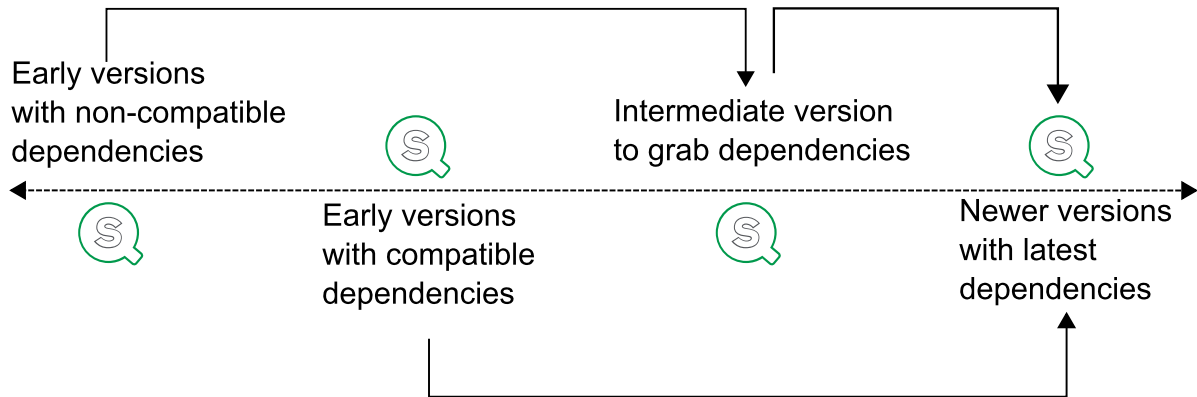 Early versions
with non-compatible
dependencies
S
Early versions
with compatible
dependencies
S
Intermediate version
to grab dependencies
S
S
Newer versions
with latest
dependencies